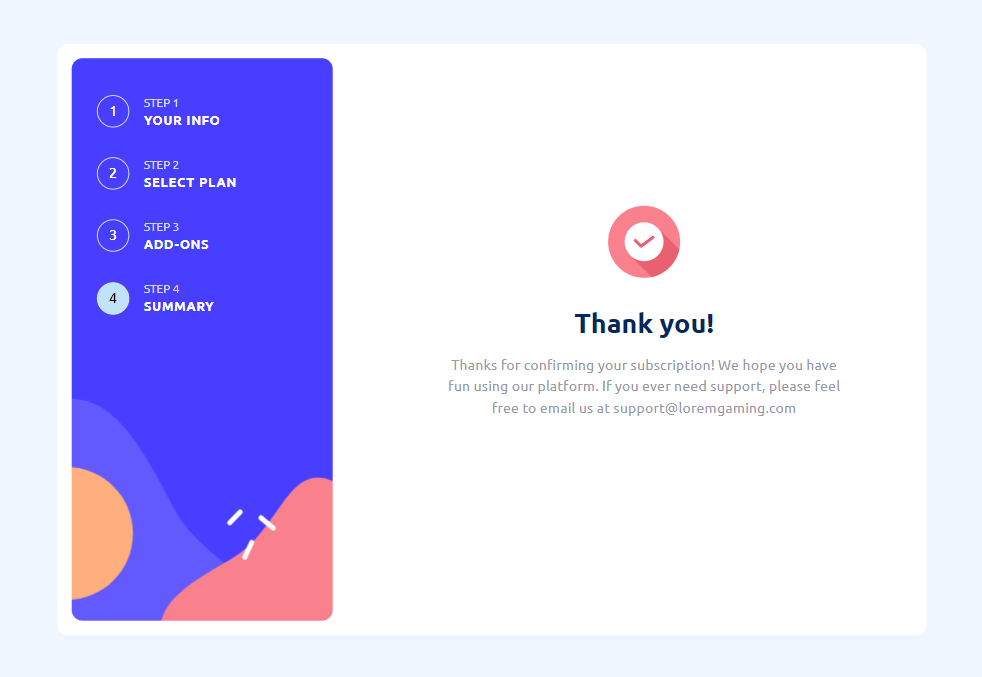 1
STEP 1
YOUR INFO
2
STEP 2
SELECT PLAN
3
STEP 3
ADD-ONS
4
STEP 4
SUMMARY
Thank you!
Thanks for confirming your subscription! We hope you have
fun using our platform. If you ever need support, please feel
free to email us at support@loremgaming.com